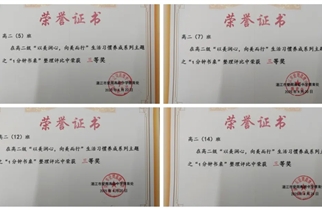 荣誉证书
高二（5）班
在高二级“以美润心，向美而行”生活习惯养成系列主题
之“5分钟书桌”整理评比中荣获 三等奖
荣誉证书
高二（7）班
在高二级“以美润心，向美而行”生活习惯养成系列主题
之“5分钟书桌”整理评比中荣获 三等奖
荣誉证书
高二（12）班
在高二级“以美润心，向美而行”生活习惯养成系列主题
之“5分钟书桌”整理评比中荣获 三等奖
荣誉证书
高二（14）班
在高二级“以美润心，向美而行”生活习惯养成系列主题
之“5分钟书桌”整理评比中荣获 三等奖